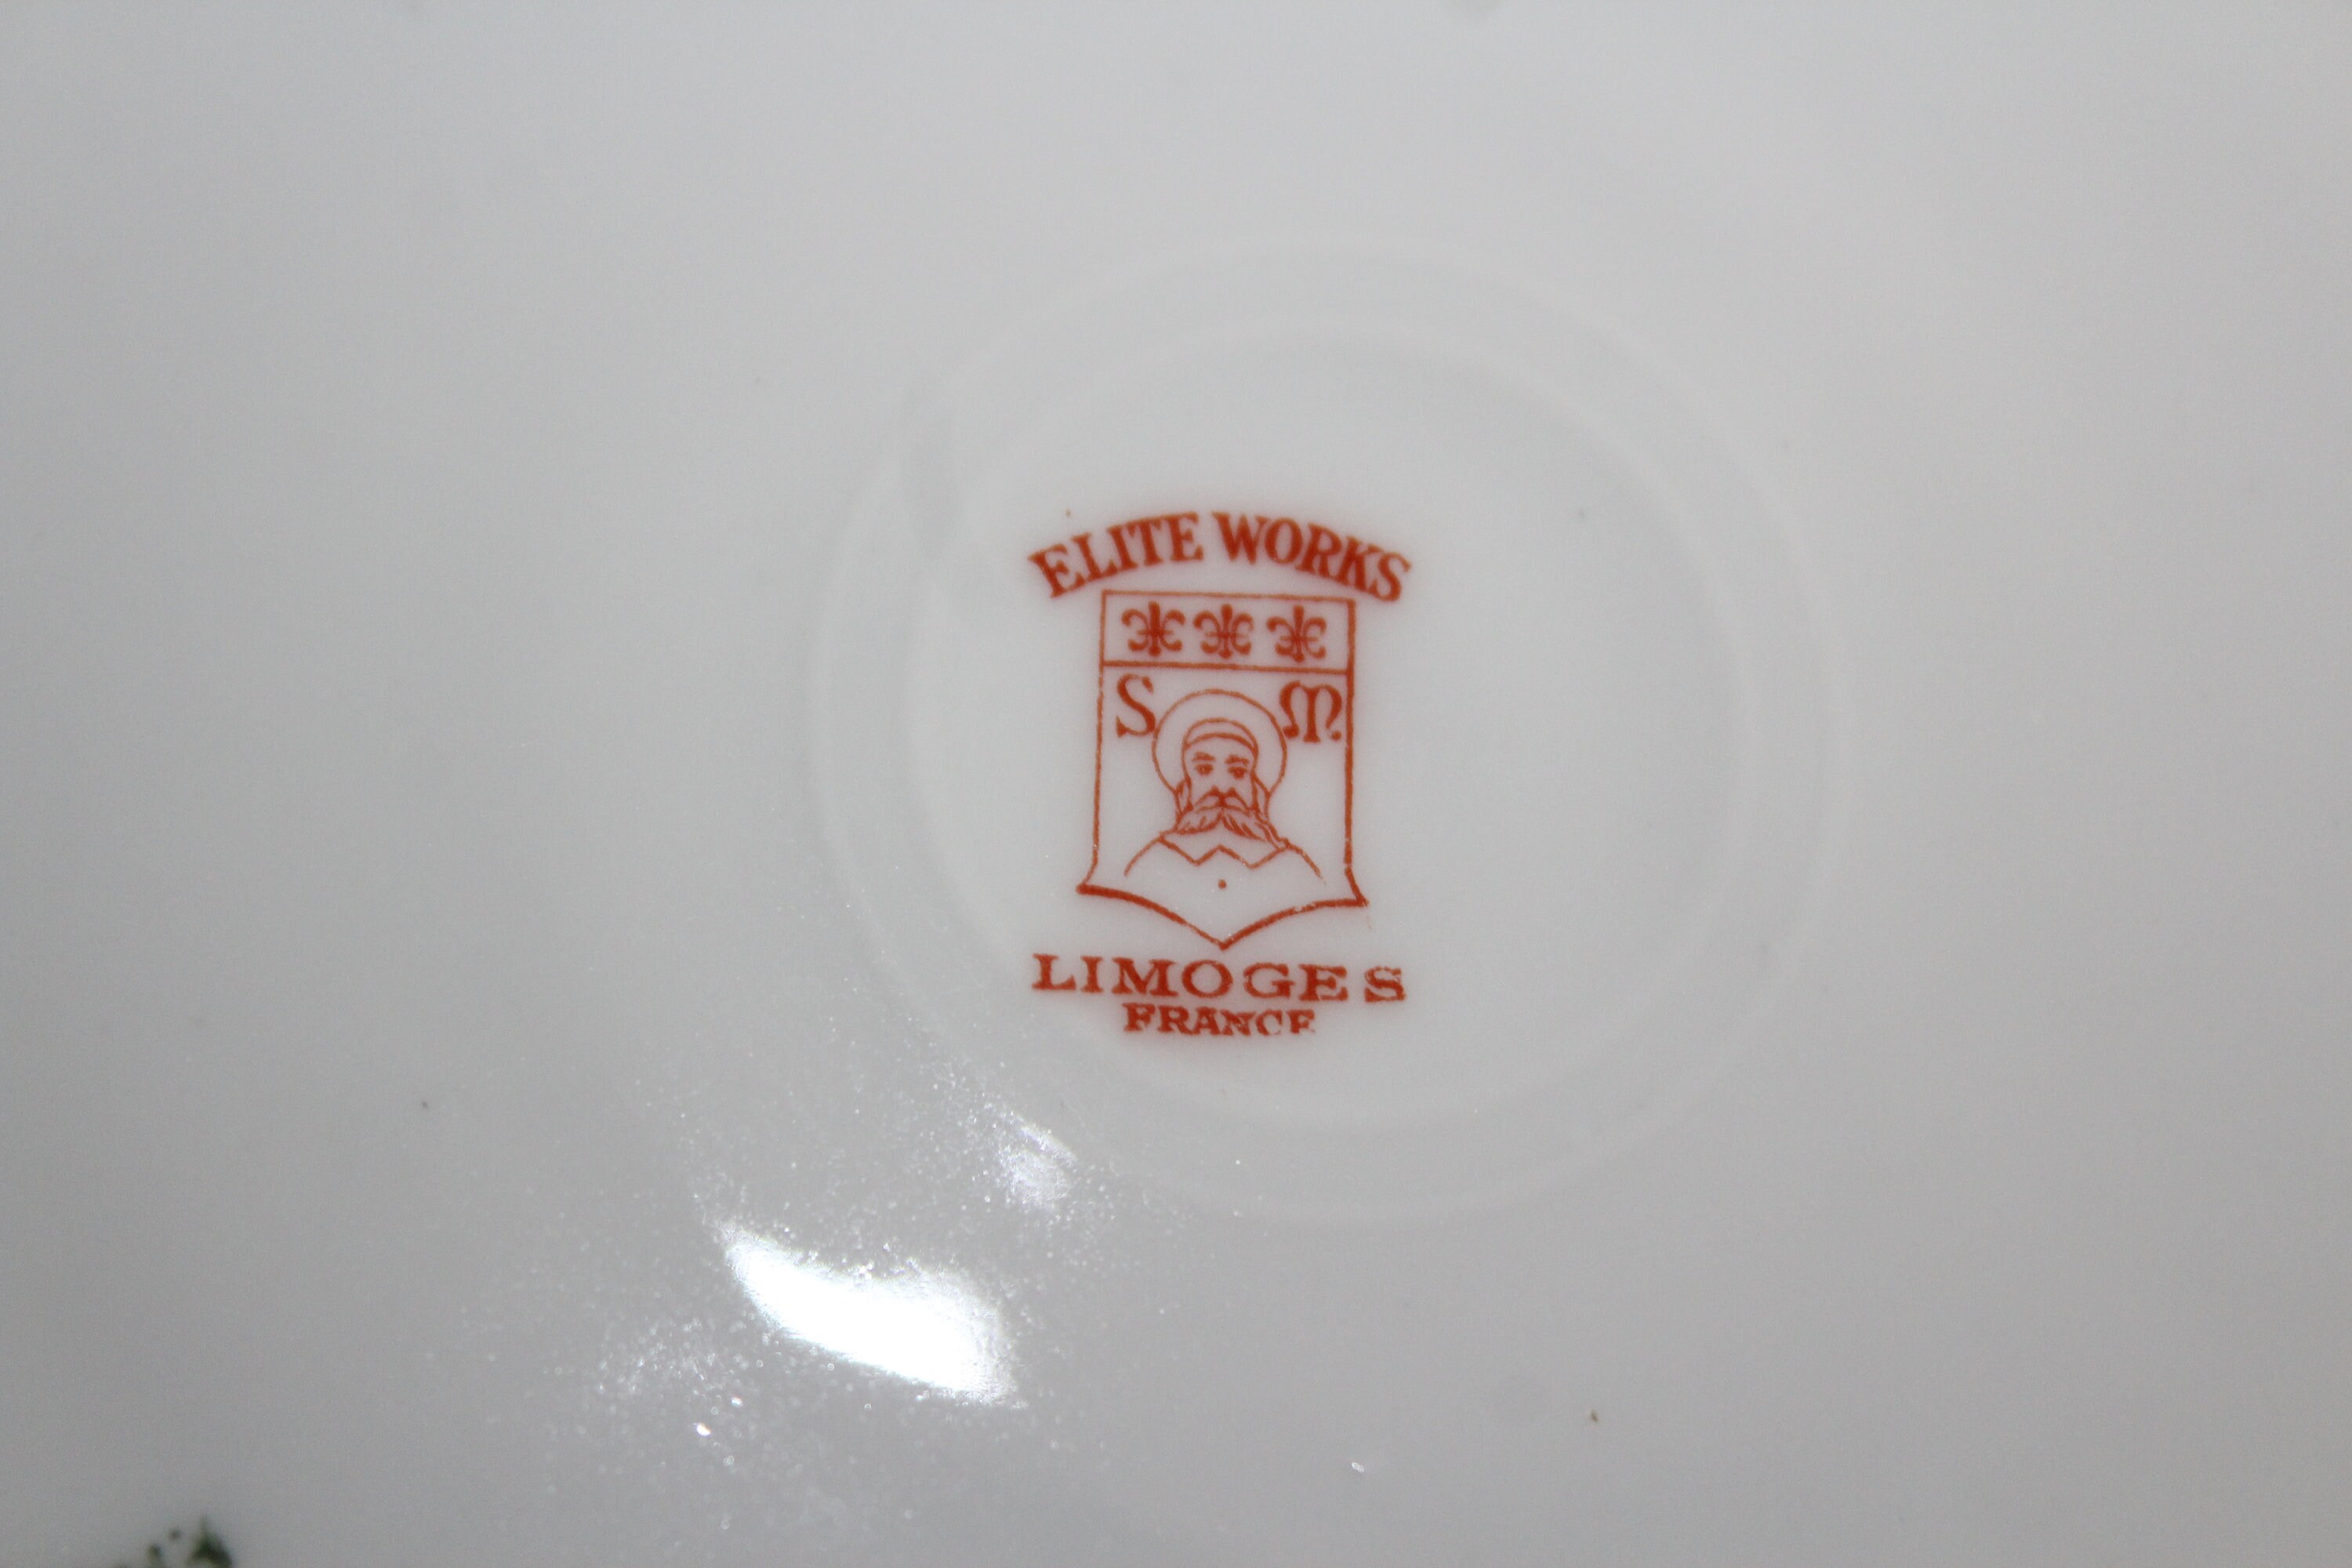 ELITE WORKS
S M
LIMOGES
FRANCE